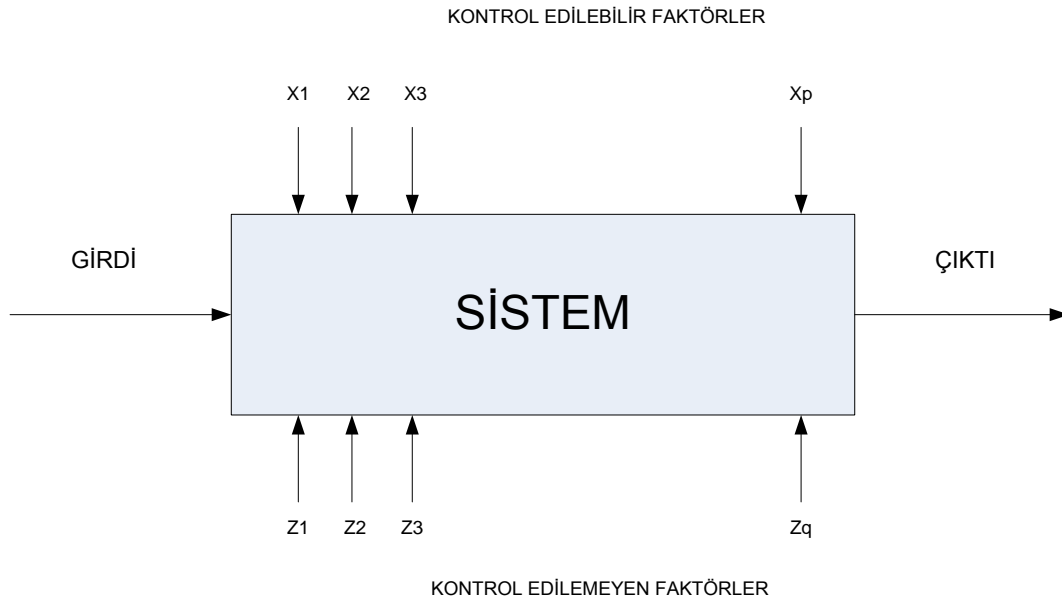 KONTROL EDİLEBİLİR FAKTÖRLER
X1 X2 X3 Xp
GİRDİ ÇIKTI
SİSTEM
Z1 Z2 Z3 Zq
KONTROL EDİLEMEYEN FAKTÖRLER